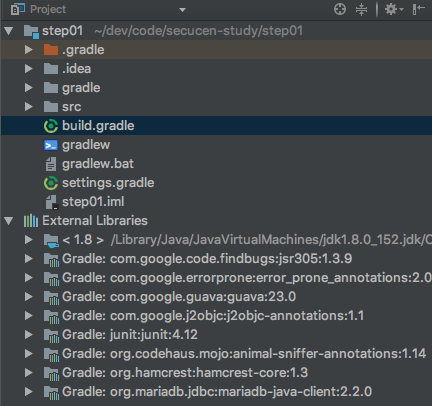 Project
step01 ~/dev/code/secucen-study/step01
.gradle
.idea
gradle
src
build.gradle
gradlew
gradlew.bat
settings.gradle
step01.iml
External Libraries
< 1.8 > /Library/Java/JavaVirtualMachines/jdk1.8.0_152.jdk/C
Gradle: com.google.code.findbugs:jsr305:1.3.9
Gradle: com.google.errorprone:error_prone_annotations:2.0
Gradle: com.google.guava:guava:23.0
Gradle: com.google.j2objc:j2objc-annotations:1.1
Gradle: junit:junit:4.12
Gradle: org.codehaus.mojo:animal-sniffer-annotations:1.14
Gradle: org.hamcrest:hamcrest-core:1.3
Gradle: org.mariadb.jdbc:mariadb-java-client:2.2.0